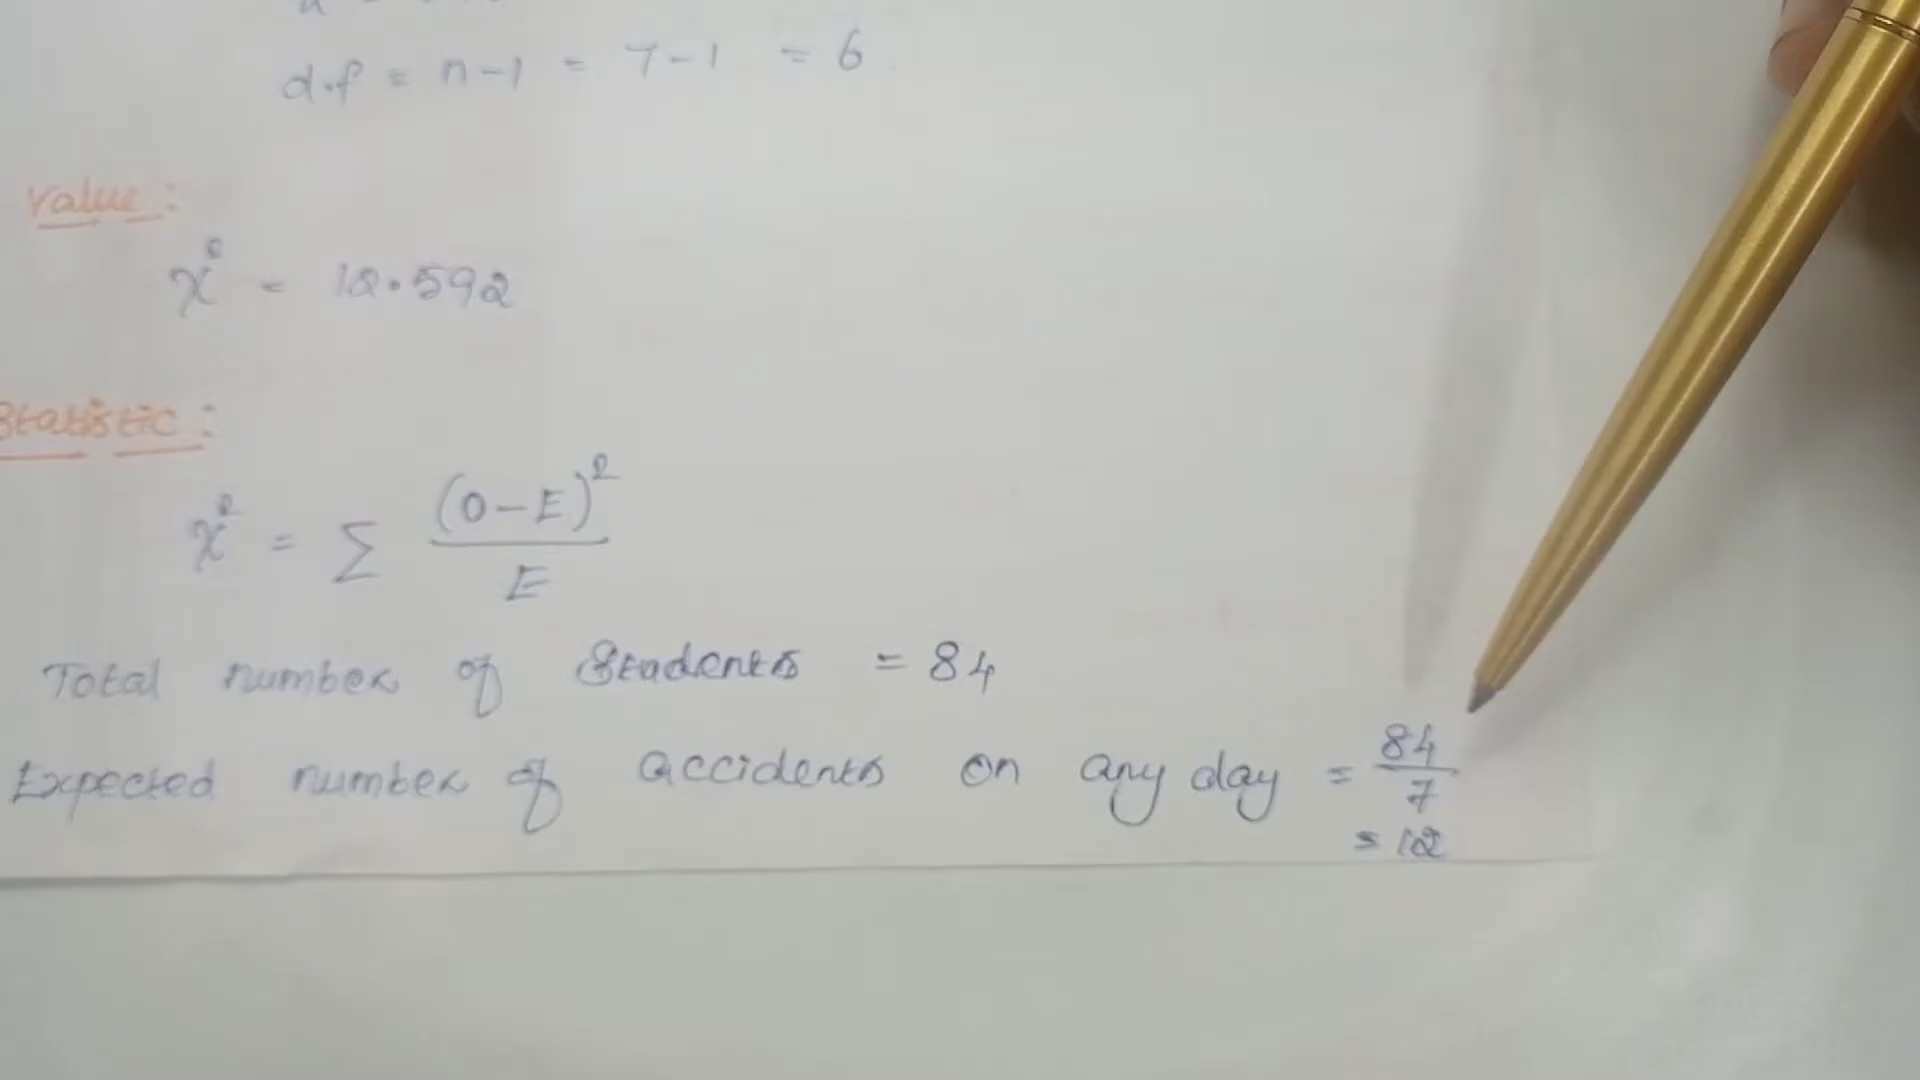 d.f = n-1 = 7-1 = 6
Value:
χ² = 12.592
Statistic:
χ² = Σ (O-E)² / E
Total number of Students = 84
Expected number of accidents on any day = 84/7
= 12